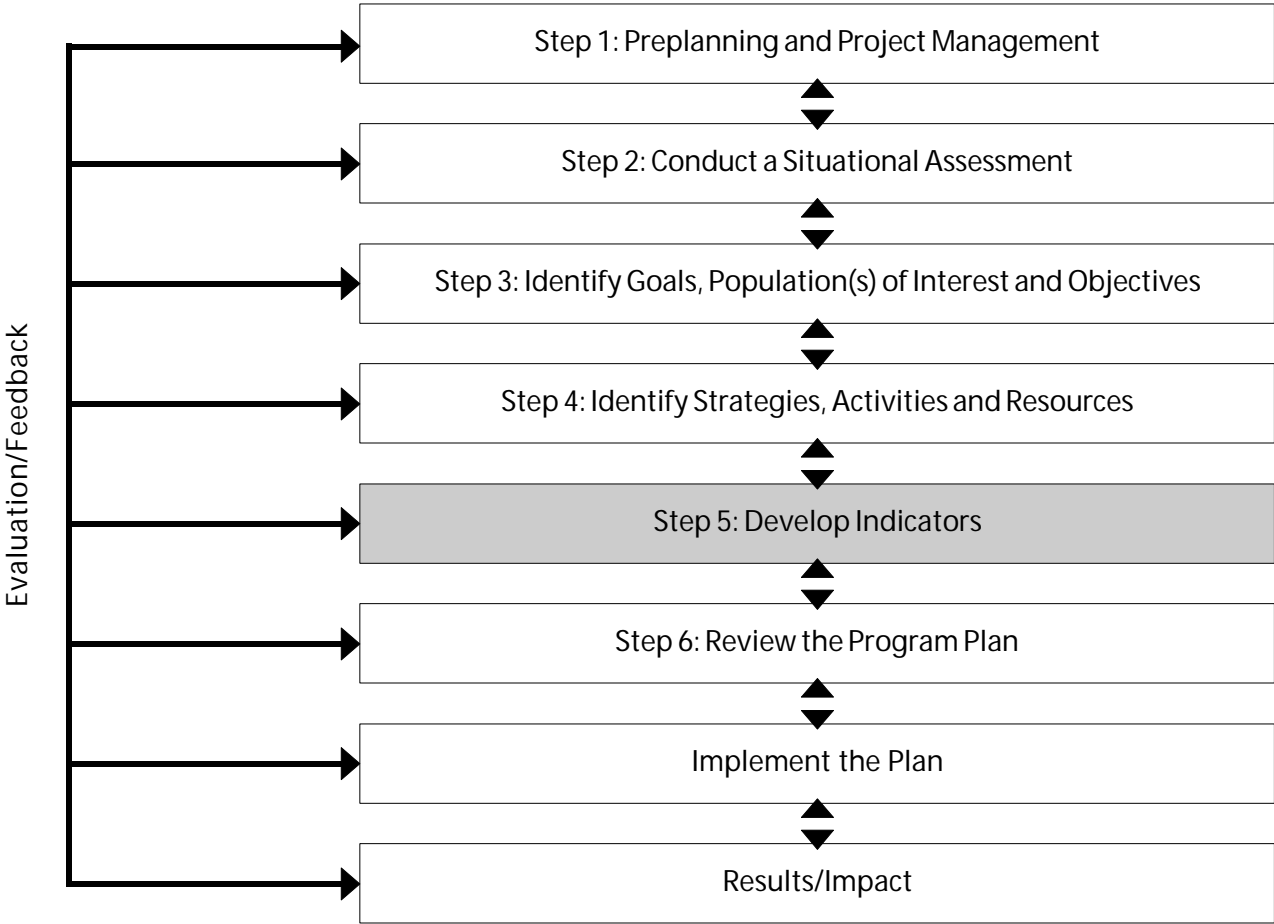 Step 1: Preplanning and Project Management
Step 2: Conduct a Situational Assessment
Step 3: Identify Goals, Population(s) of Interest and Objectives
Step 4: Identify Strategies, Activities and Resources
Step 5: Develop Indicators
Step 6: Review the Program Plan
Implement the Plan
Results/Impact
Evaluation/Feedback